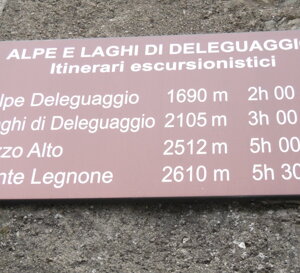 ALPE E LAGHI DI DELEGUAGGI
Itinerari escursionistici
lpe Deleguaggio 1690 m 2h 00
ghi di Deleguaggio 2105 m 3h 00
zzo Alto 2512 m 5h 00
nte Legnone 2610 m 5h 30